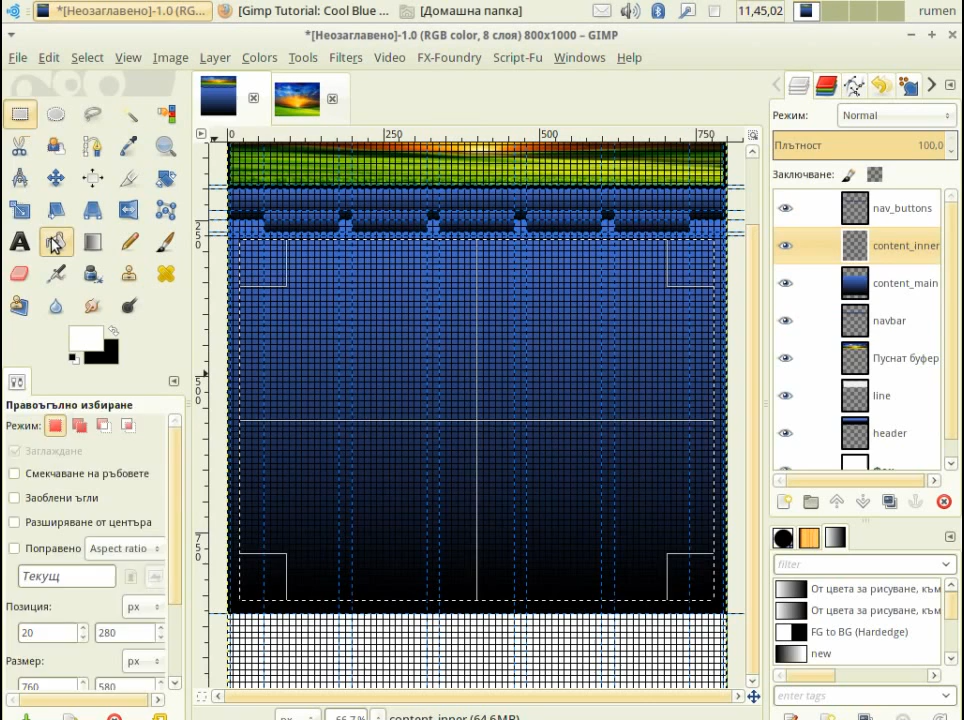 *[Неозаглавено]-1.0 (RG...
[Gimp Tutorial: Cool Blue ...
[Домашна папка]
11,45,02
rumen
*[Неозаглавено]-1.0 (RGB color, 8 слоя) 800x1000 – GIMP
File Edit Select View Image Layer Colors Tools Filters Video FX-Foundry Script-Fu Windows Help
0 250 500 750
Режим: Normal
Плътност 100,0
Заключване:
nav_buttons
content_inner
content_main
navbar
Пуснат буфер
line
header
Правоъгълно избиране
Режим:
Заглаждане
Смекчаване на ръбовете
Заоблени ъгли
Разширяване от центъра
Поправено Aspect ratio
Текущ
Позиция: px
20 280
Размер: px
760 580
filter
От цвета за рисуване, към
От цвета за рисуване, към
FG to BG (Hardedge)
new
enter tags
px 66,7% content_inner (64,6MB)